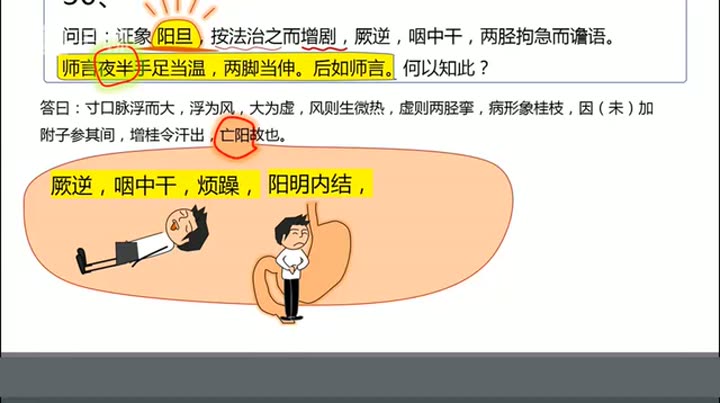 30、
问曰：证象阳旦，按法治之而增剧，厥逆，咽中干，两胫拘急而谵语。
师言夜半手足当温，两脚当伸。后如师言。何以知此？
答曰：寸口脉浮而大，浮为风，大为虚，风则生微热，虚则两胫挛，病形象桂枝，因（未）加
附子参其间，增桂令汗出，亡阳故也。
厥逆，咽中干，烦躁，阳明内结，